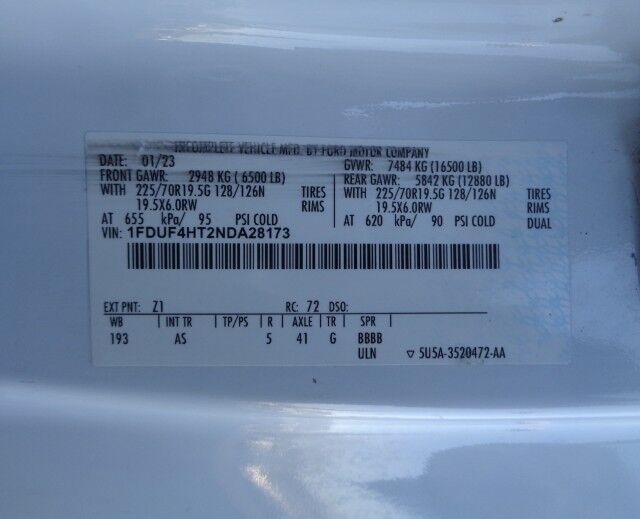 INCOMPLETE VEHICLE MFD. BY FORD MOTOR COMPANY
DATE: 01/23 GVWR: 7484 KG (16500 LB)
FRONT GAWR: 2948 KG ( 6500 LB) REAR GAWR: 5842 KG (12880 LB)
WITH 225/70R19.5G 128/126N TIRES WITH 225/70R19.5G 128/126N TIRES
19.5X6.0RW RIMS 19.5X6.0RW RIMS
AT 655 kPa/ 95 PSI COLD AT 620 kPa/ 90 PSI COLD DUAL
VIN: 1FDUF4HT2NDA28173
EXT PNT: Z1 RC: 72 DSO:
WB INT TR TP/PS R AXLE TR SPR
193 AS 5 41 G BBBB
ULN ▽ 5U5A-3520472-AA